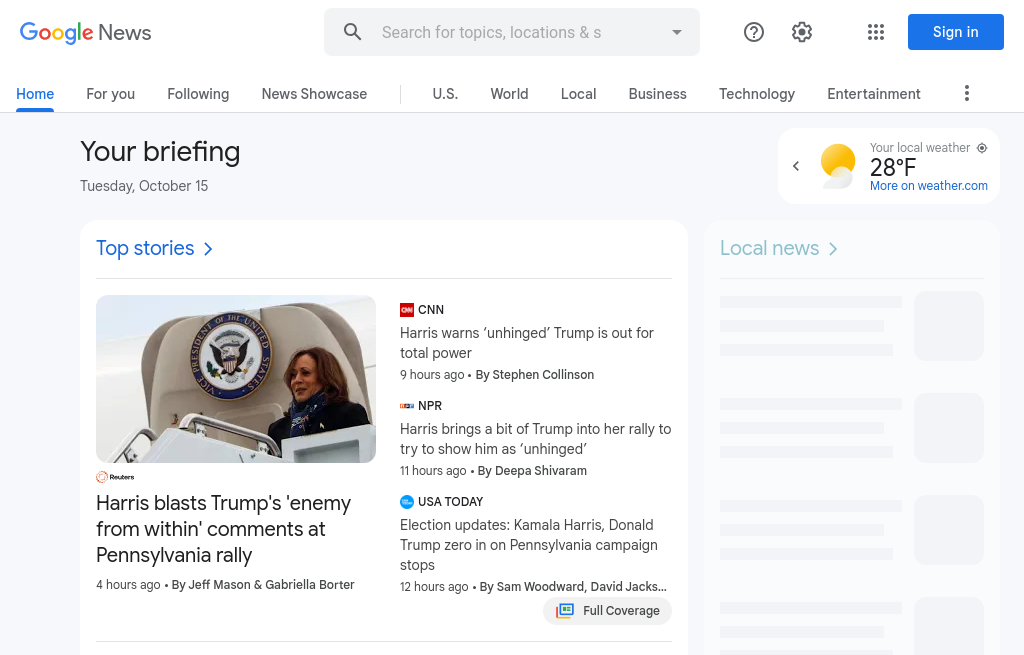 Google News
Search for topics, locations & s
Sign in
Home
For you
Following
News Showcase
U.S.
World
Local
Business
Technology
Entertainment
Your briefing
Tuesday, October 15
Your local weather
28°F
More on weather.com
Top stories
Local news
VICE PRESIDENT OF THE UNITED STATES
Reuters
Harris blasts Trump's 'enemy
from within' comments at
Pennsylvania rally
4 hours ago • By Jeff Mason & Gabriella Borter
CNN
CNN
Harris warns ‘unhinged’ Trump is out for
total power
9 hours ago • By Stephen Collinson
npr
NPR
Harris brings a bit of Trump into her rally to
try to show him as ‘unhinged’
11 hours ago • By Deepa Shivaram
USA TODAY
Election updates: Kamala Harris, Donald
Trump zero in on Pennsylvania campaign
stops
12 hours ago • By Sam Woodward, David Jacks...
Full Coverage